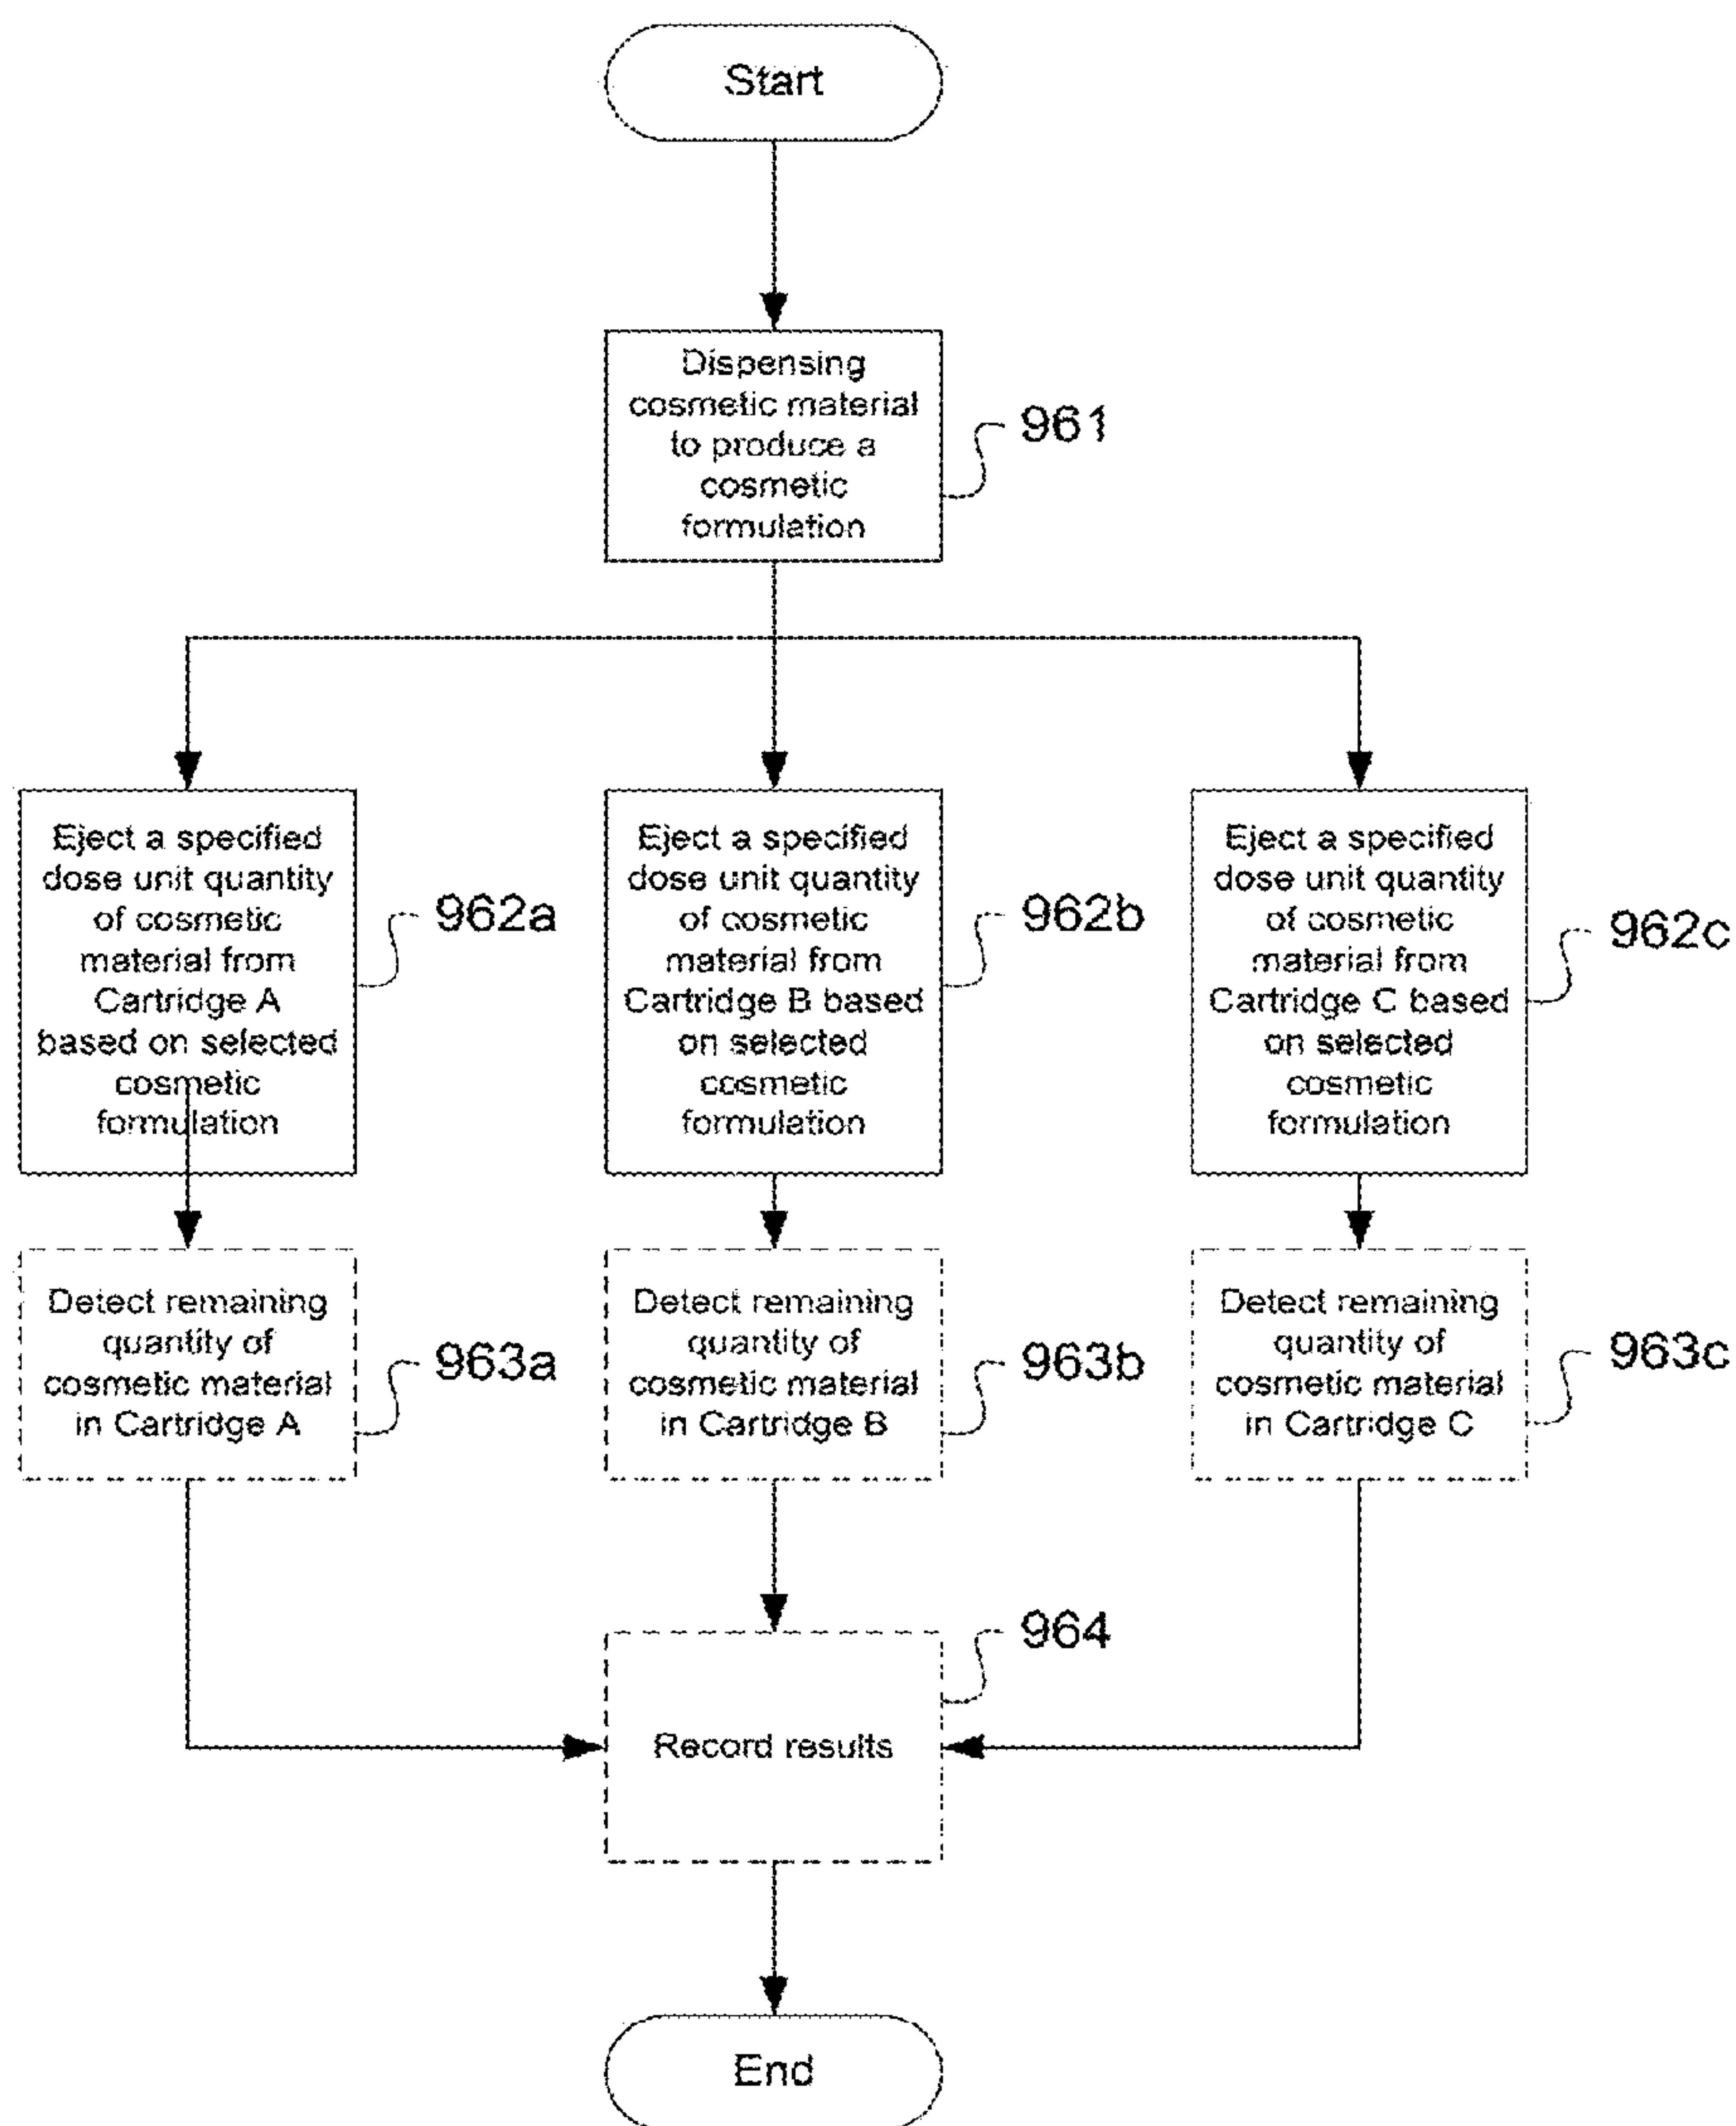 Start
Dispensing
cosmetic material
to produce a
cosmetic
formulation
961
Eject a specified
dose unit quantity
of cosmetic
material from
Cartridge A
based on selected
cosmetic
formulation
962a
Eject a specified
dose unit quantity
of cosmetic
material from
Cartridge B based
on selected
cosmetic
formulation
962b
Eject a specified
dose unit quantity
of cosmetic
material from
Cartridge C based
on selected
cosmetic
formulation
962c
Detect remaining
quantity of
cosmetic material
in Cartridge A
963a
Detect remaining
quantity of
cosmetic material
in Cartridge B
963b
Detect remaining
quantity of
cosmetic material
in Cartridge C
963c
Record results
964
End